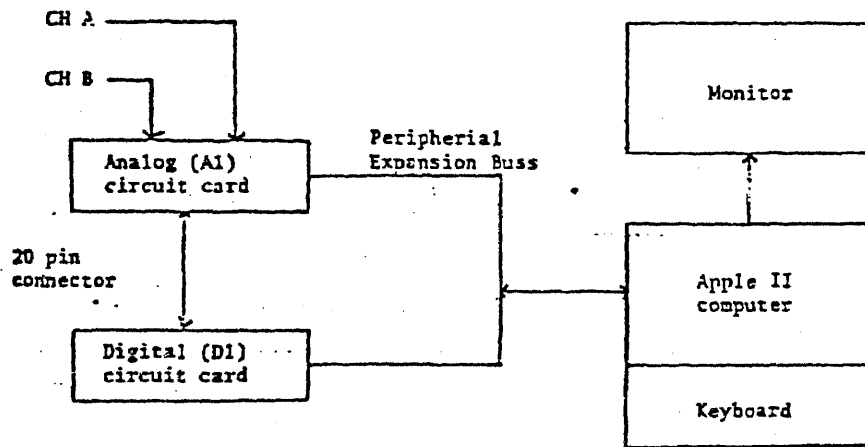 CH A
CH B
Monitor
Peripherial
Expension Buss
Analog (A1)
circuit card
20 pin
connector
Apple II
computer
Digital (D1)
circuit card
Keyboard